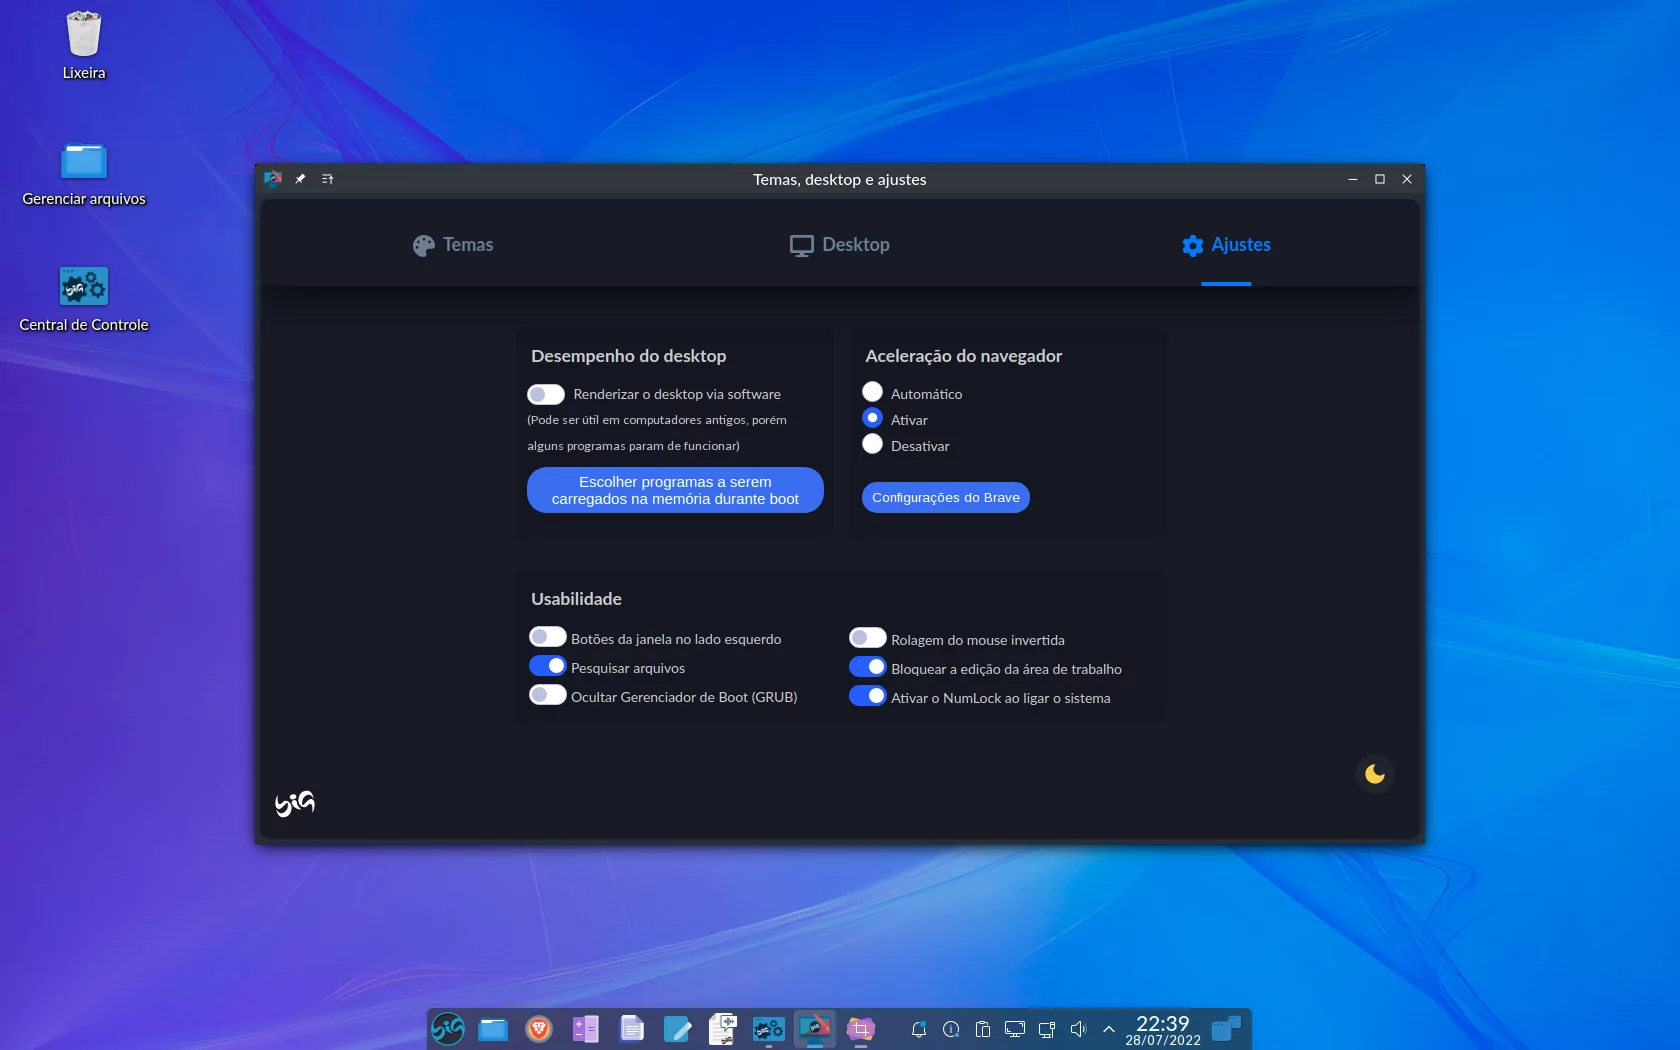 Lixeira
Gerenciar arquivos
Central de Controle
Temas, desktop e ajustes
Temas
Desktop
Ajustes
Desempenho do desktop
Renderizar o desktop via software
(Pode ser útil em computadores antigos, porém
alguns programas param de funcionar)
Escolher programas a serem
carregados na memória durante boot
Aceleração do navegador
Automático
Ativar
Desativar
Configurações do Brave
Usabilidade
Botões da janela no lado esquerdo
Pesquisar arquivos
Ocultar Gerenciador de Boot (GRUB)
Rolagem do mouse invertida
Bloquear a edição da área de trabalho
Ativar o NumLock ao ligar o sistema
big
22:39
28/07/2022